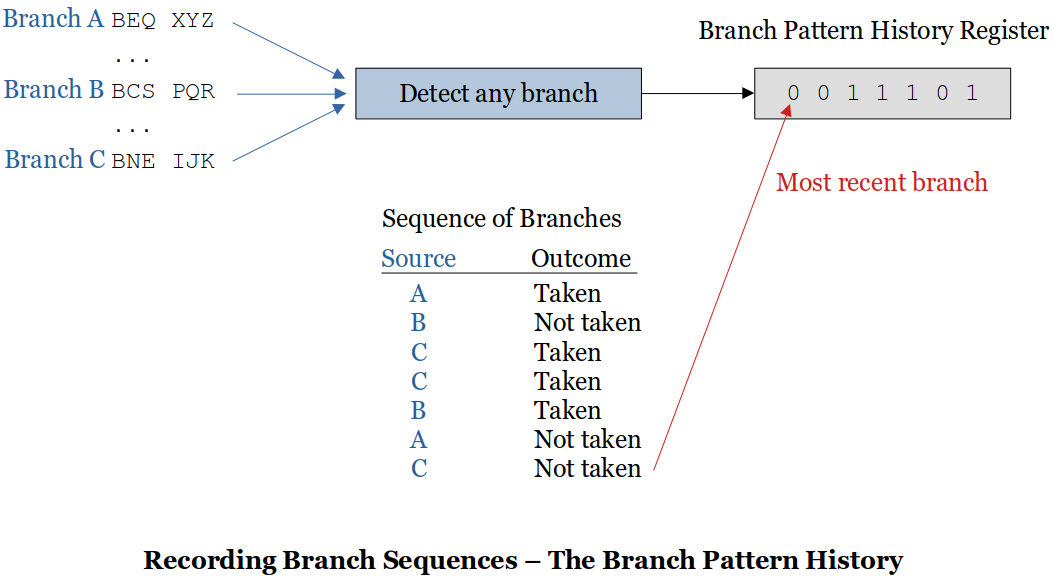 Branch A BEQ XYZ
...
Branch B BCS PQR
...
Branch C BNE IJK
Detect any branch
Branch Pattern History Register
0 0 1 1 1 0 1
Most recent branch
Sequence of Branches
Source Outcome
A Taken
B Not taken
C Taken
C Taken
B Taken
A Not taken
C Not taken
Recording Branch Sequences – The Branch Pattern History